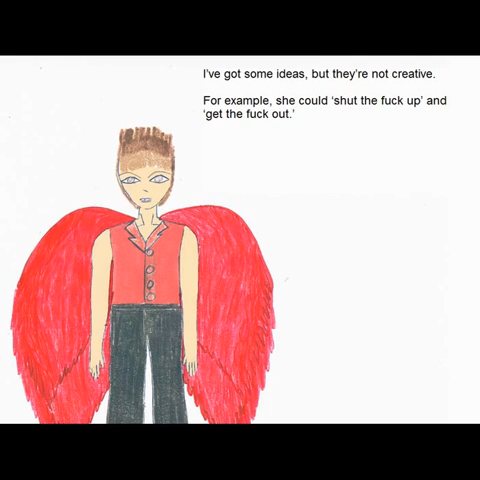 I've got some ideas, but they're not creative.
For example, she could 'shut the fuck up' and
'get the fuck out.'